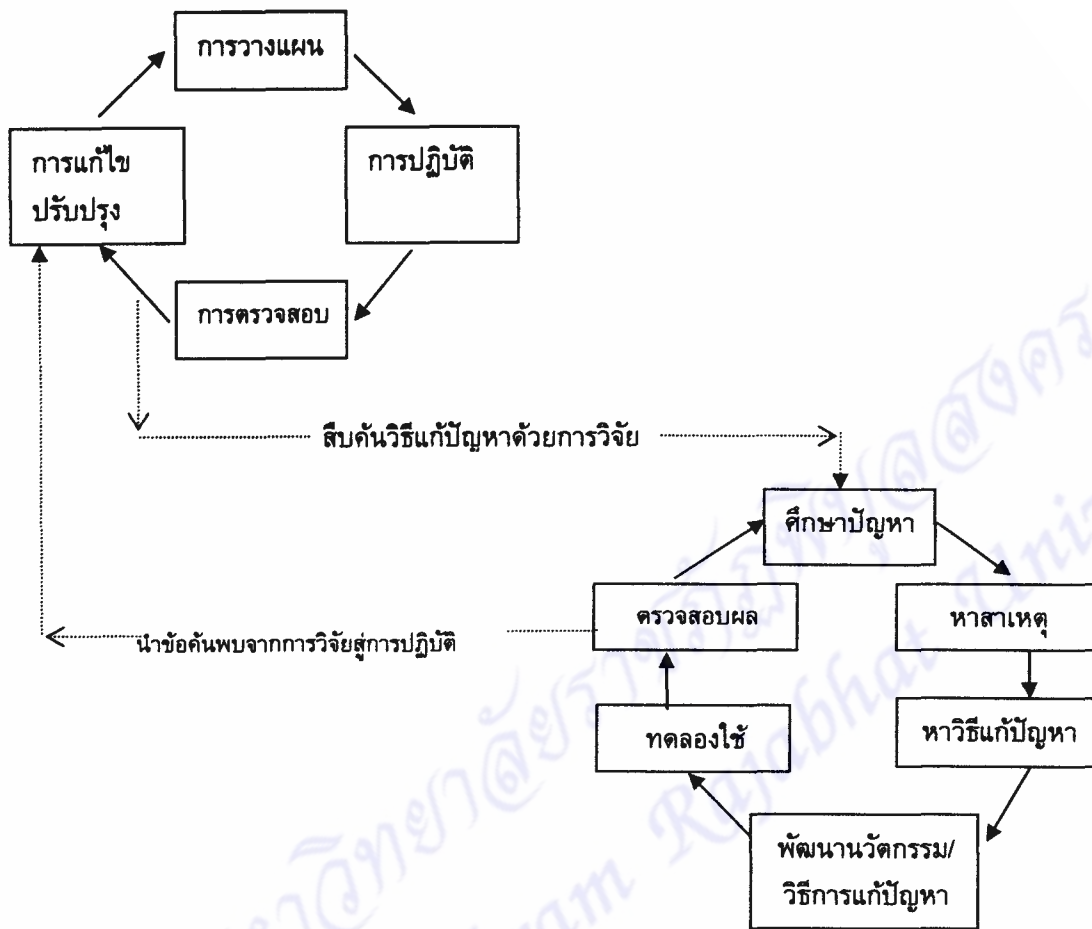 การวางแผน
การแก้ไข
ปรับปรุง
การปฏิบัติ
การตรวจสอบ
สืบค้นวิธีแก้ปัญหาด้วยการวิจัย
ศึกษาปัญหา
ตรวจสอบผล
หาสาเหตุ
นำข้อค้นพบจากการวิจัยสู่การปฏิบัติ
ทดลองใช้
หาวิธีแก้ปัญหา
พัฒนานวัตกรรม/
วิธีการแก้ปัญหา
Rajabhat